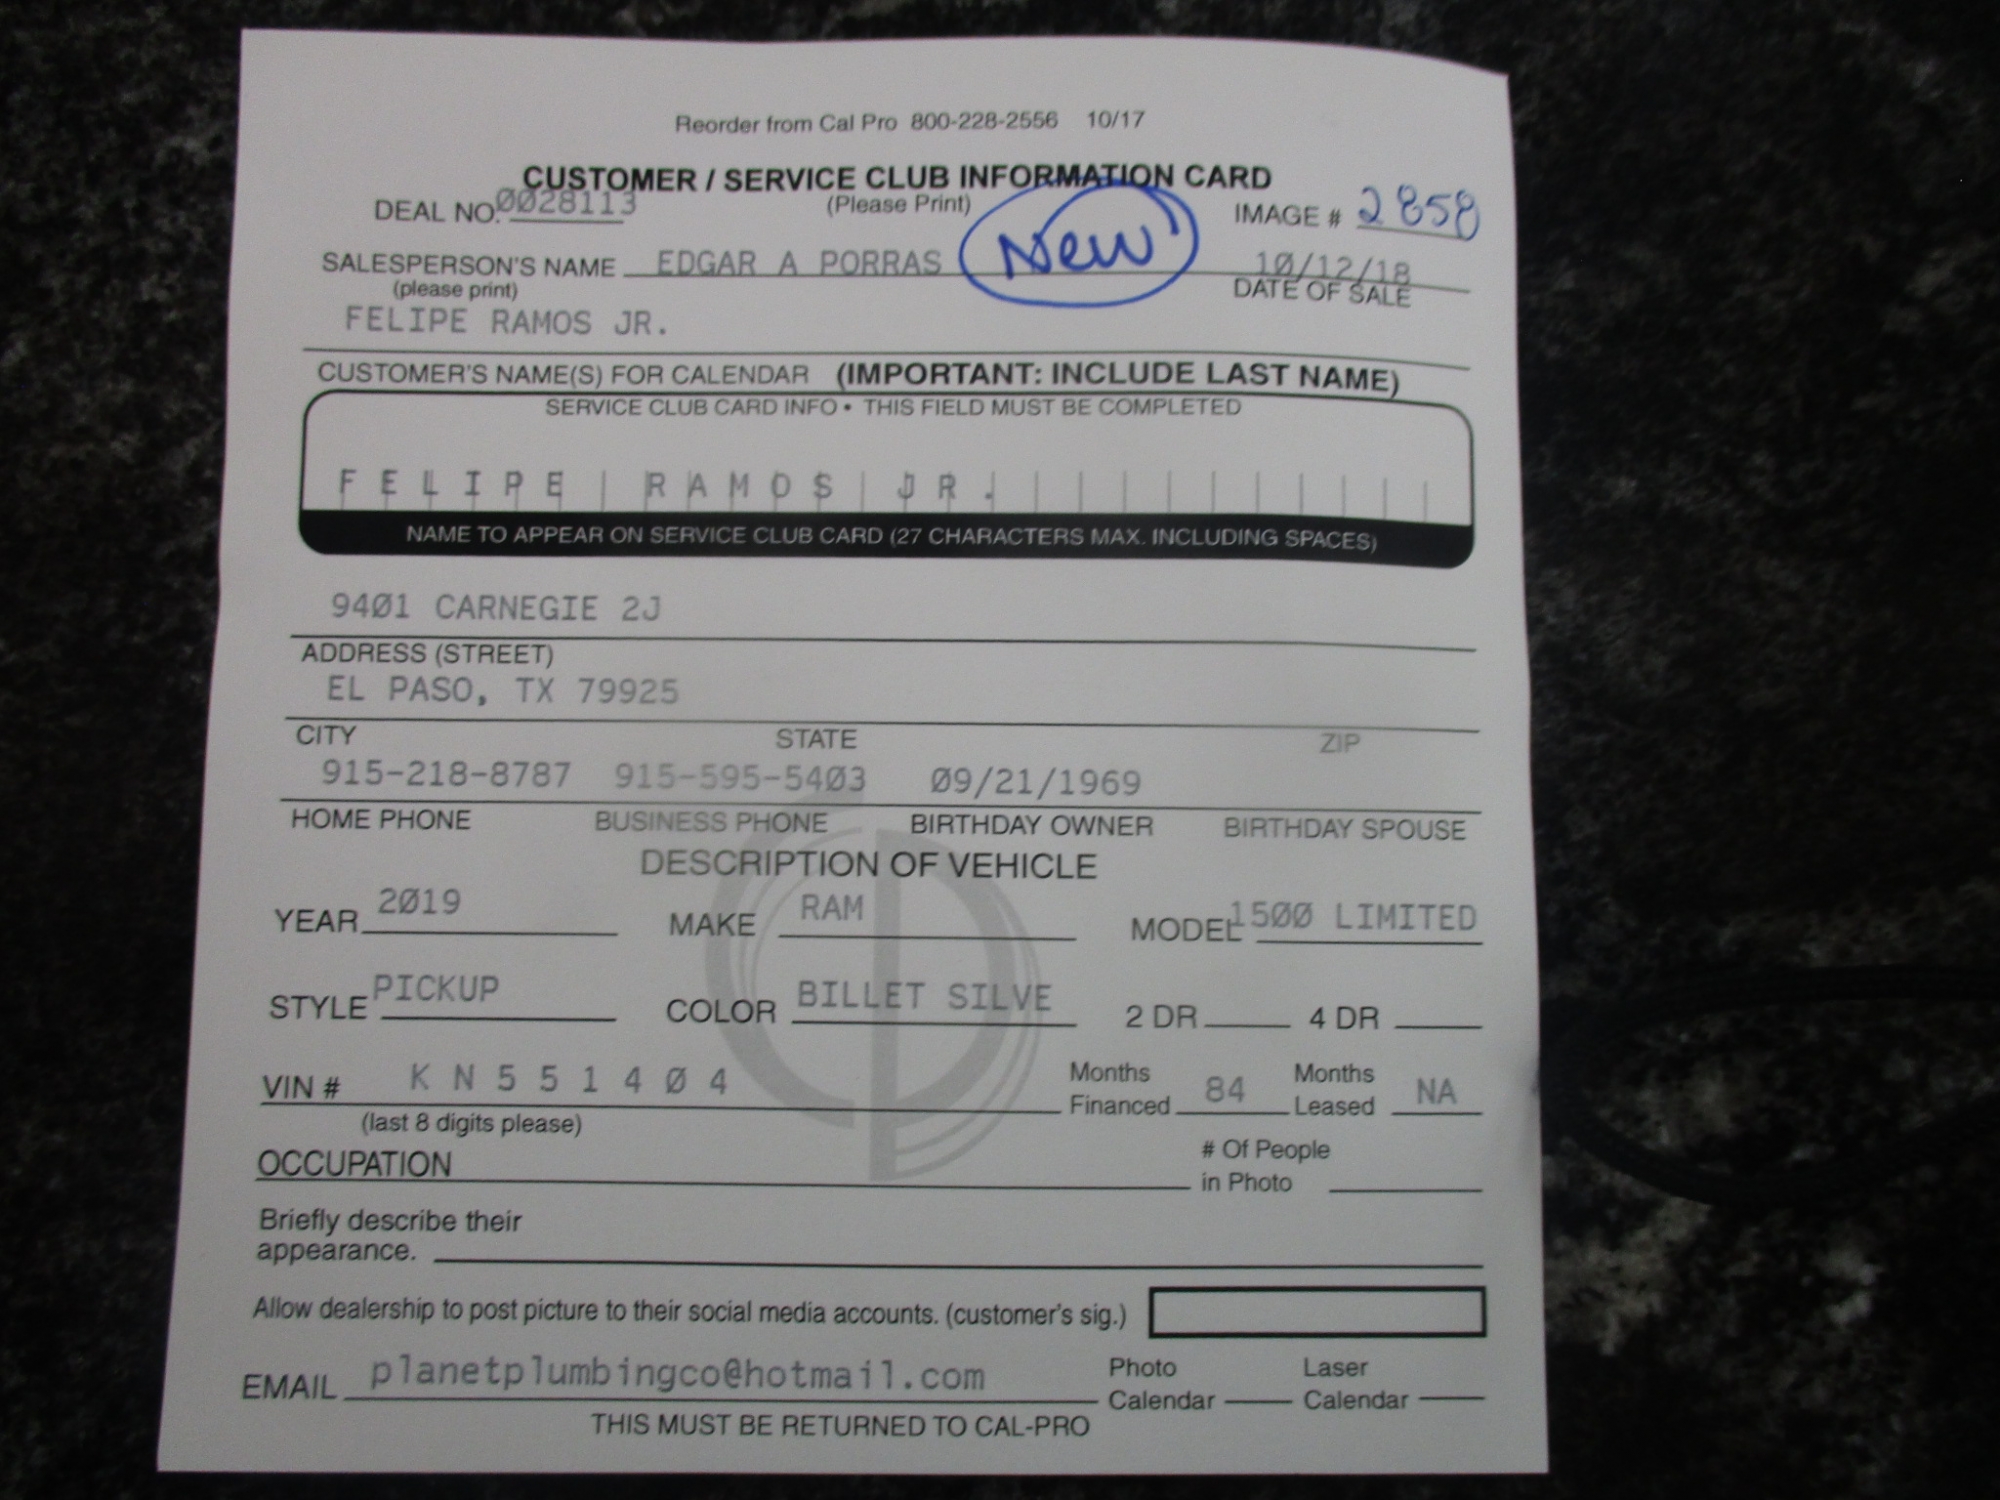 Reorder from Cal Pro 800-228-2556 10/17
CUSTOMER / SERVICE CLUB INFORMATION CARD
DEAL NO. 0028113 (Please Print) New IMAGE # 2858
SALESPERSON'S NAME EDGAR A PORRAS 10/12/18
(please print) DATE OF SALE
FELIPE RAMOS JR.
CUSTOMER'S NAME(S) FOR CALENDAR (IMPORTANT: INCLUDE LAST NAME)
SERVICE CLUB CARD INFO • THIS FIELD MUST BE COMPLETED
FELIPE RAMOS JR.
NAME TO APPEAR ON SERVICE CLUB CARD (27 CHARACTERS MAX. INCLUDING SPACES)
9401 CARNEGIE 2J
ADDRESS (STREET)
EL PASO, TX 79925
CITY STATE ZIP
915-218-8787 915-595-5403 09/21/1969
HOME PHONE BUSINESS PHONE BIRTHDAY OWNER BIRTHDAY SPOUSE
DESCRIPTION OF VEHICLE
YEAR 2019 MAKE RAM MODEL 1500 LIMITED
STYLE PICKUP COLOR BILLET SILVE 2 DR 4 DR
VIN # KN551404 Months Financed 84 Months Leased NA
(last 8 digits please)
OCCUPATION # Of People in Photo
Briefly describe their
appearance.
Allow dealership to post picture to their social media accounts. (customer's sig.)
EMAIL planetplumbingco@hotmail.com Photo Calendar Laser Calendar
THIS MUST BE RETURNED TO CAL-PRO